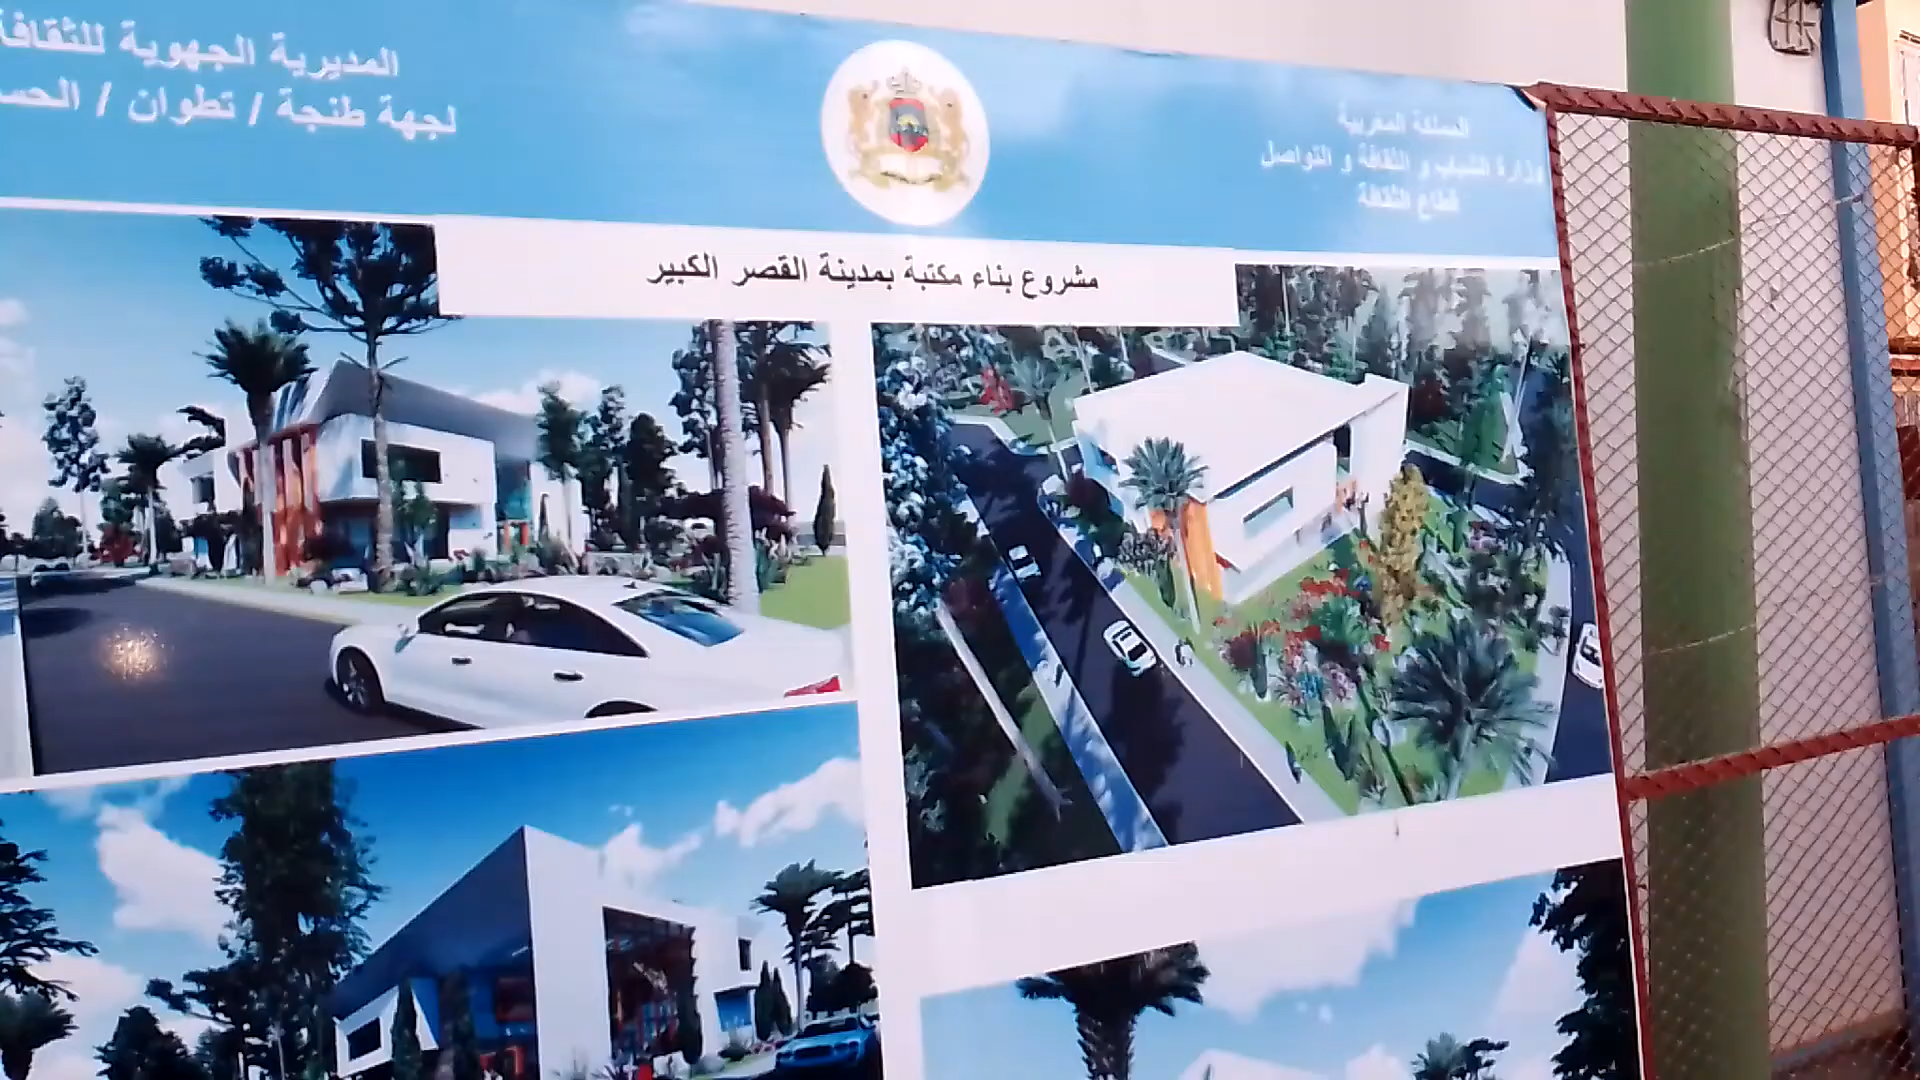 المملكة المغربية
وزارة الشباب و الثقافة و التواصل
قطاع الثقافة
المديرية الجهوية للثقافة
لجهة طنجة / تطوان /
مشروع بناء مكتبة بمدينة القصر الكبير